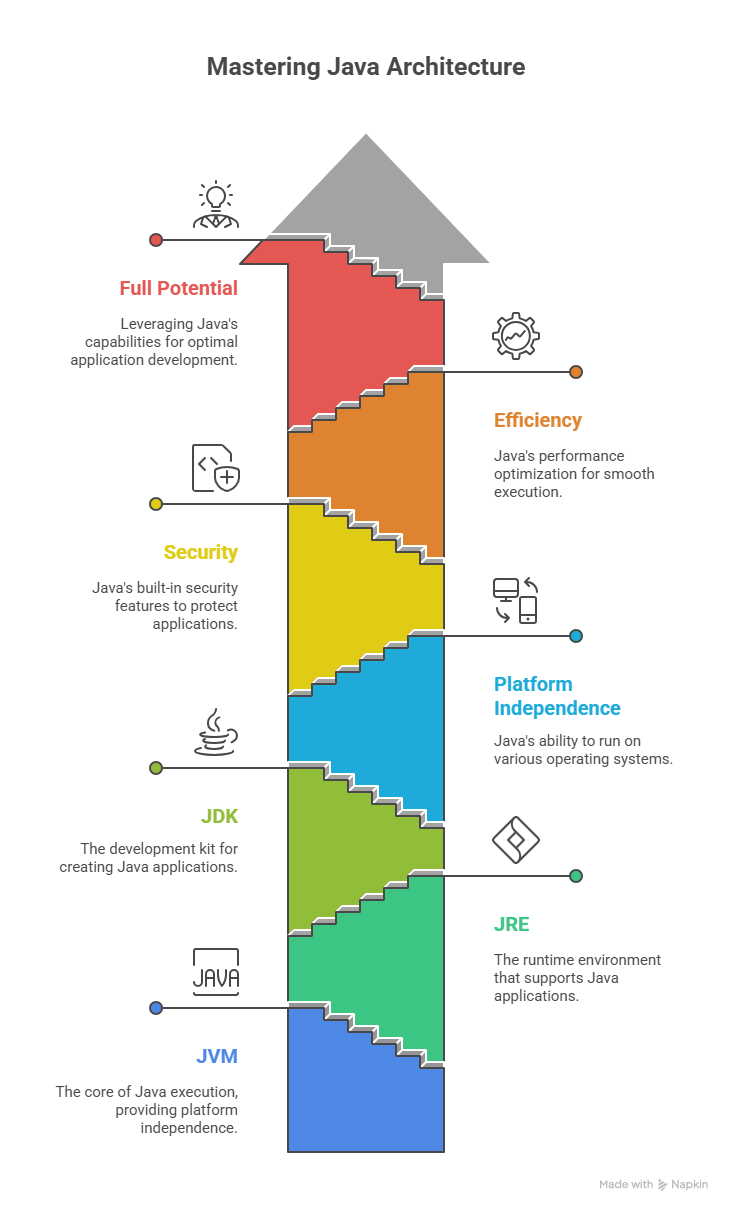 Mastering Java Architecture
Full Potential
Leveraging Java's
capabilities for optimal
application development.
Efficiency
Java's performance
optimization for smooth
execution.
Security
Java's built-in security
features to protect
applications.
Platform
Independence
Java's ability to run on
various operating systems.
JDK
The development kit for
creating Java applications.
JRE
The runtime environment
that supports Java
applications.
JAVA
JVM
The core of Java execution,
providing platform
independence.
Made with Napkin